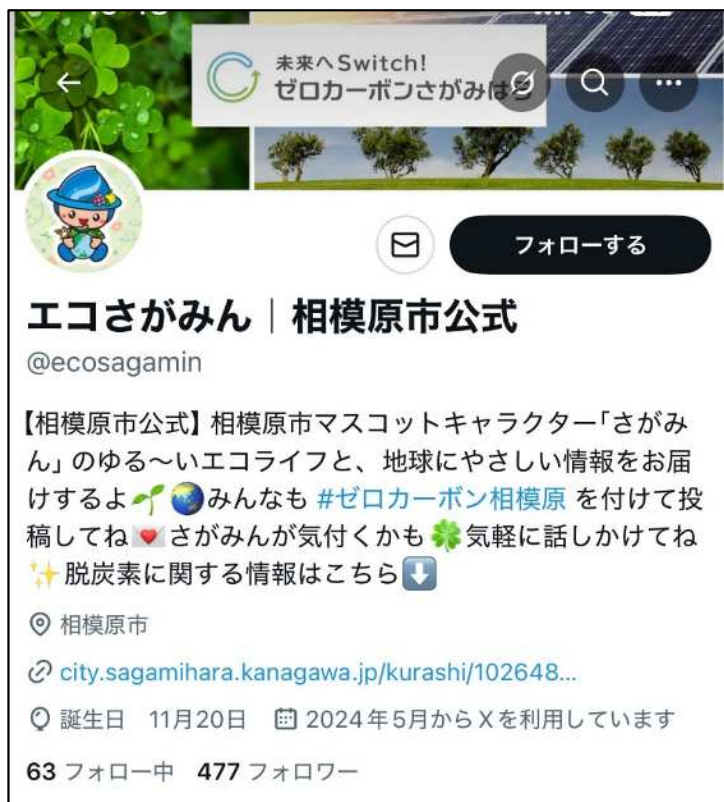 未来へSwitch!
ゼロカーボンさがみはら
フォローする
エコさがみん｜相模原市公式
@ecosagamin
【相模原市公式】相模原市マスコットキャラクター「さがみ
ん」のゆる〜いエコライフと、地球にやさしい情報をお届
けするよ🌱🌏みんなも #ゼロカーボン相模原 を付けて投
稿してね💌さがみんが気付くかも🍀気軽に話しかけてね
✨脱炭素に関する情報はこちら⬇️
相模原市
city.sagamihara.kanagawa.jp/kurashi/102648...
誕生日 11月20日 2024年5月からXを利用しています
63 フォロー中 477 フォロワー